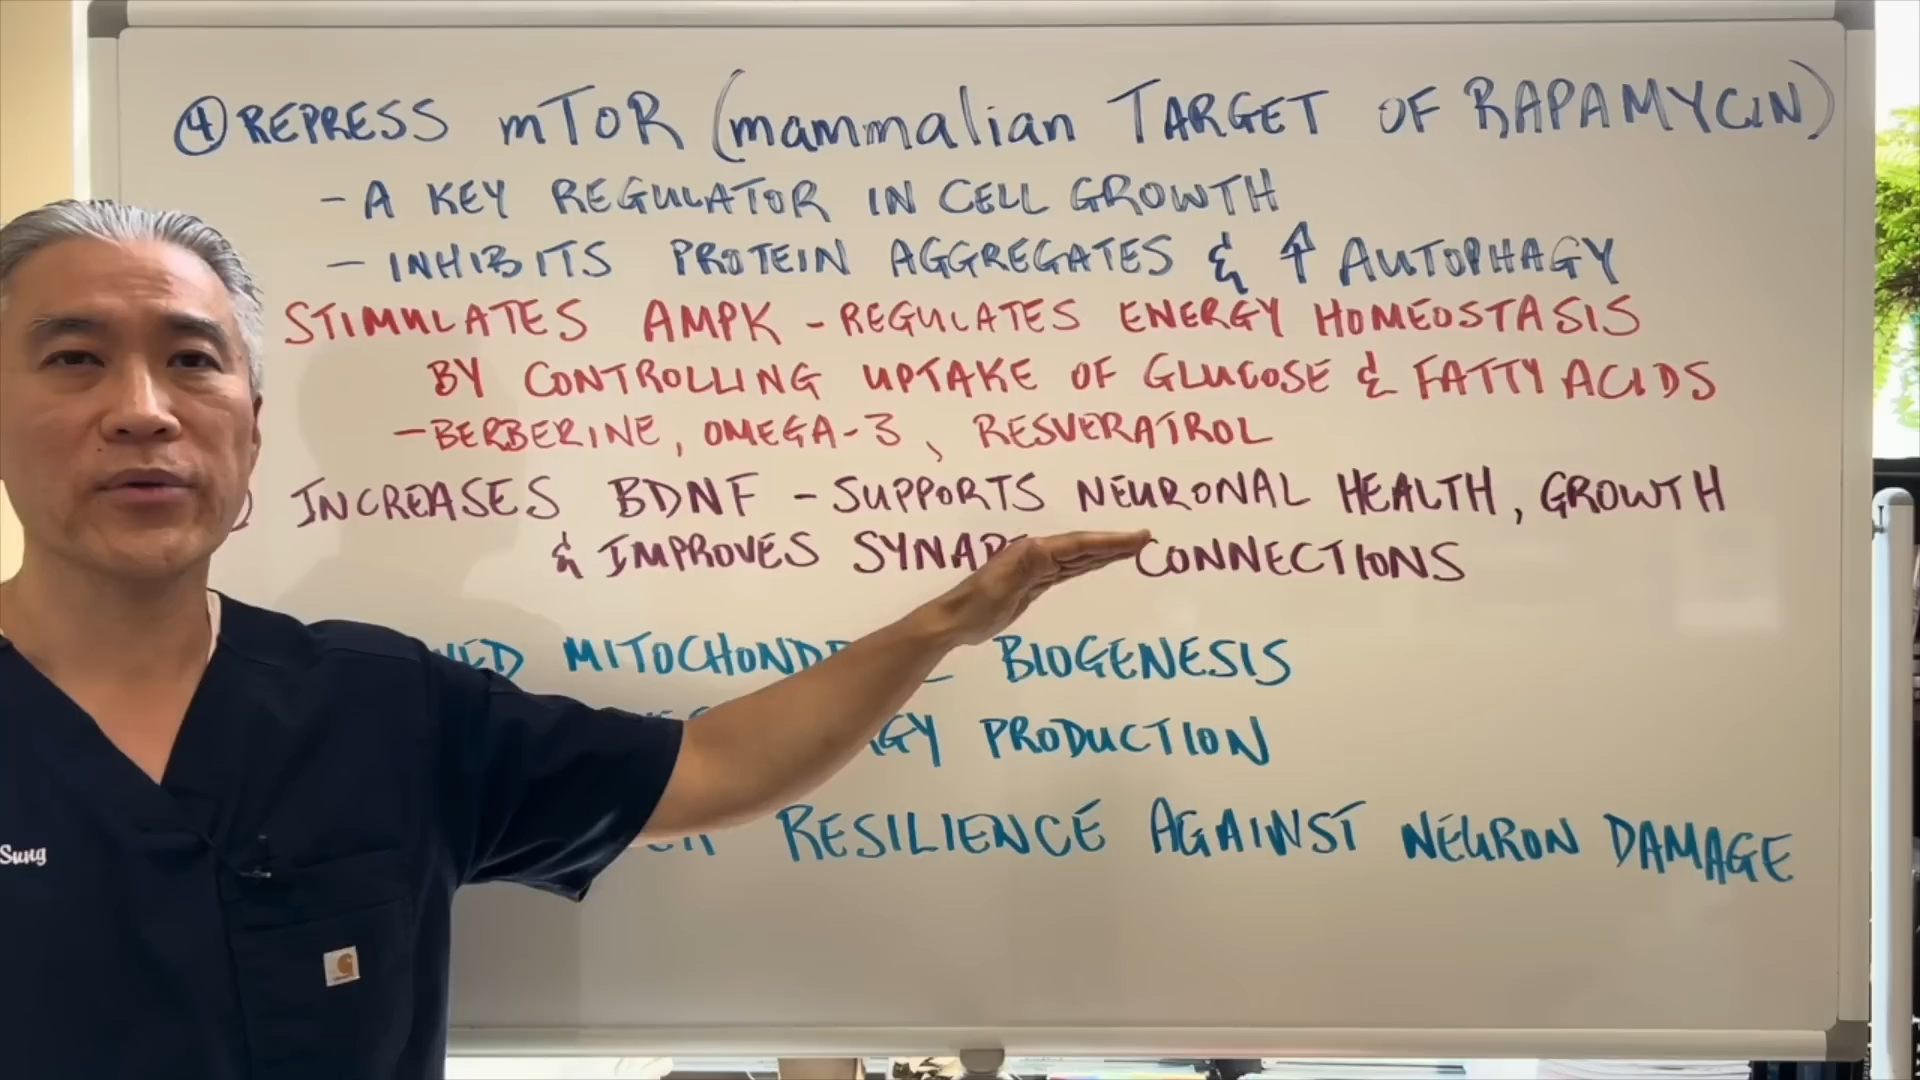 ④ REPRESS mTOR (mammalian TARGET OF RAPAMYCIN)
- A KEY REGULATOR IN CELL GROWTH
- INHIBITS PROTEIN AGGREGATES & ↑ AUTOPHAGY
STIMULATES AMPK - REGULATES ENERGY HOMEOSTASIS
BY CONTROLLING UPTAKE OF GLUCOSE & FATTY ACIDS
- BERBERINE, OMEGA-3, RESVERATROL
INCREASES BDNF - SUPPORTS NEURONAL HEALTH, GROWTH
& IMPROVES CONNECTIONS
BIOGENESIS
PRODUCTION
RESILIENCE AGAINST NEURON DAMAGE
Sung